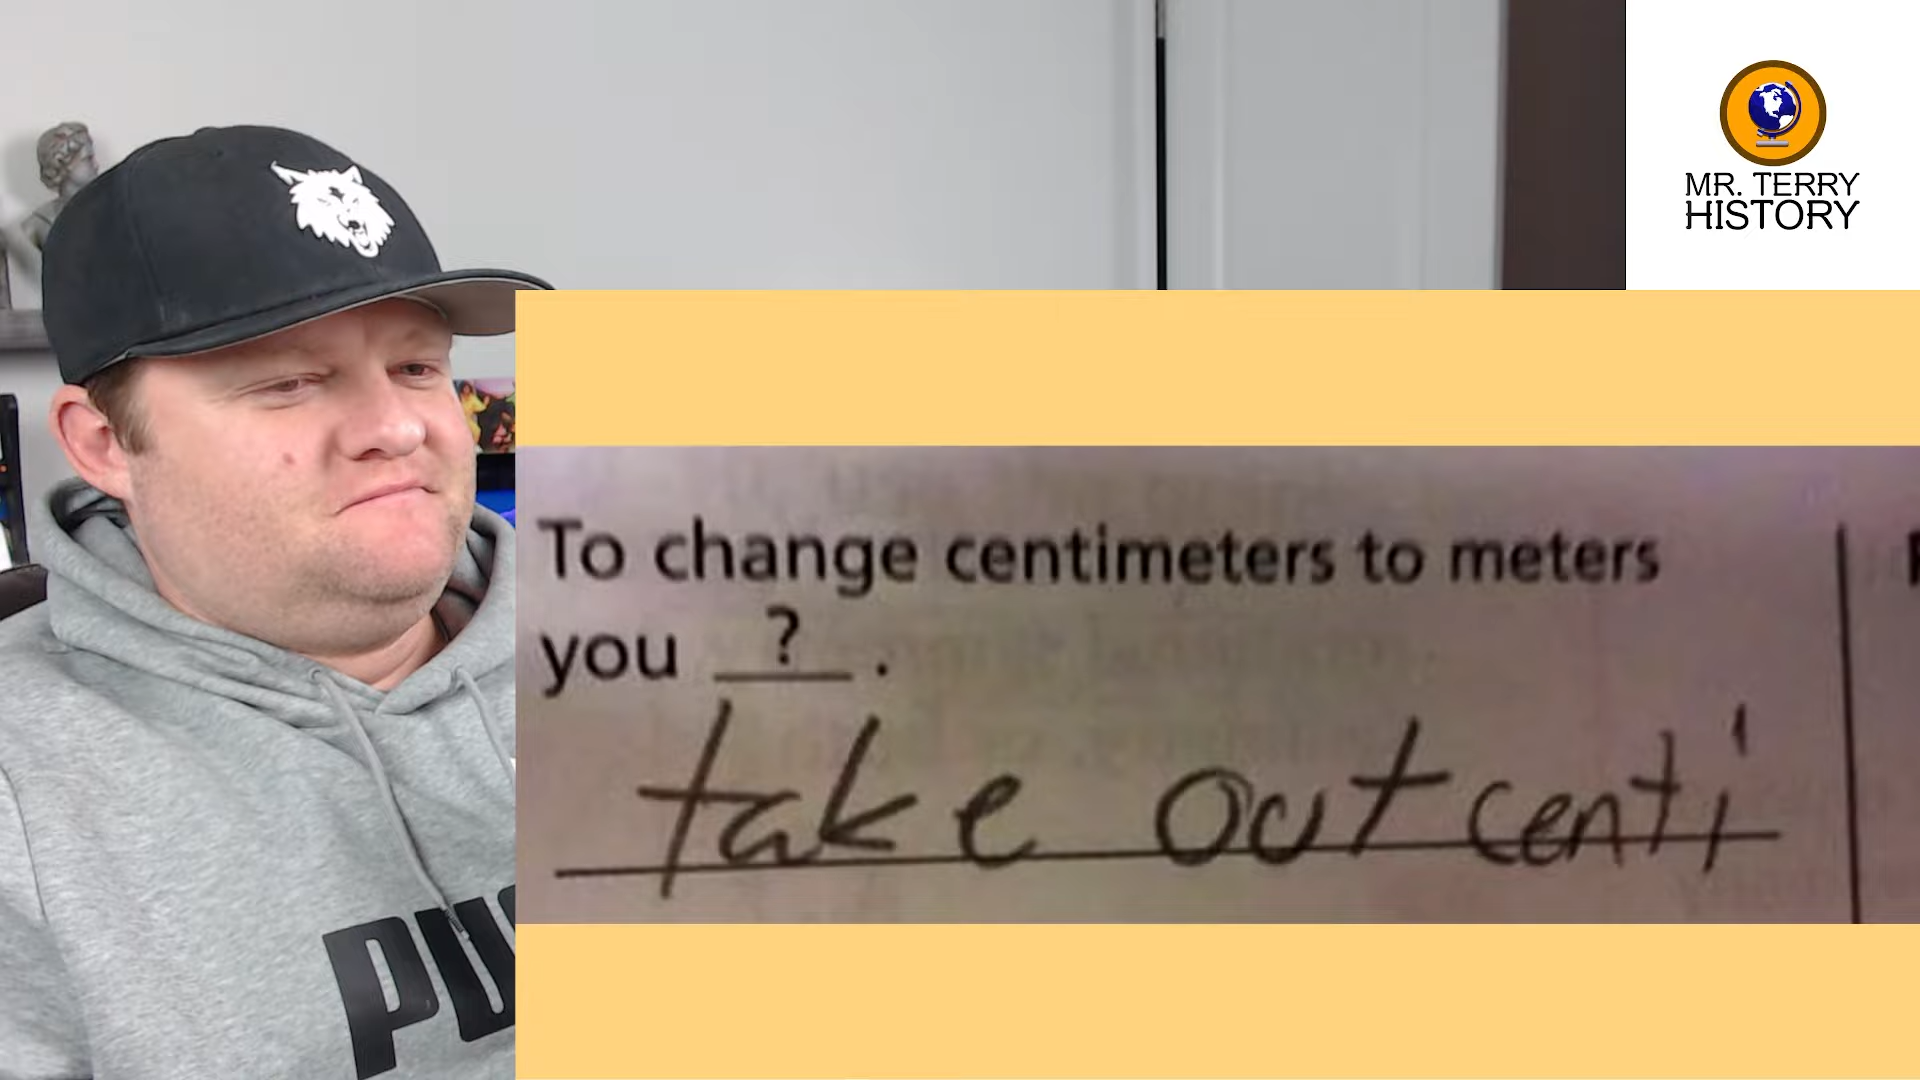 MR. TERRY
HISTORY
To change centimeters to meters
you ? .
take out centi
PU